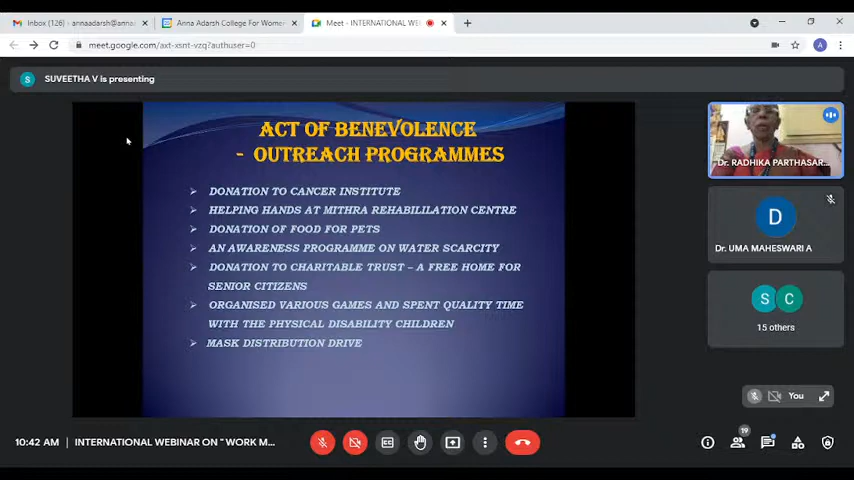 Inbox (126) - annaadarsh@anna
Anna Adarsh College For Women
Meet - INTERNATIONAL WE
meet.google.com/axt-xsnt-vzq?authuser=0
A
S
SUVEETHA V is presenting
ACT OF BENEVOLENCE
- OUTREACH PROGRAMMES
DONATION TO CANCER INSTITUTE
HELPING HANDS AT MITHRA REHABILILATION CENTRE
DONATION OF FOOD FOR PETS
AN AWARENESS PROGRAMME ON WATER SCARCITY
DONATION TO CHARITABLE TRUST – A FREE HOME FOR
SENIOR CITIZENS
ORGANISED VARIOUS GAMES AND SPENT QUALITY TIME
WITH THE PHYSICAL DISABILITY CHILDREN
MASK DISTRIBUTION DRIVE
Dr. RADHIKA PARTHASAR...
D
Dr. UMA MAHESWARI A
S C
15 others
You
10:42 AM | INTERNATIONAL WEBINAR ON "WORK M...
19